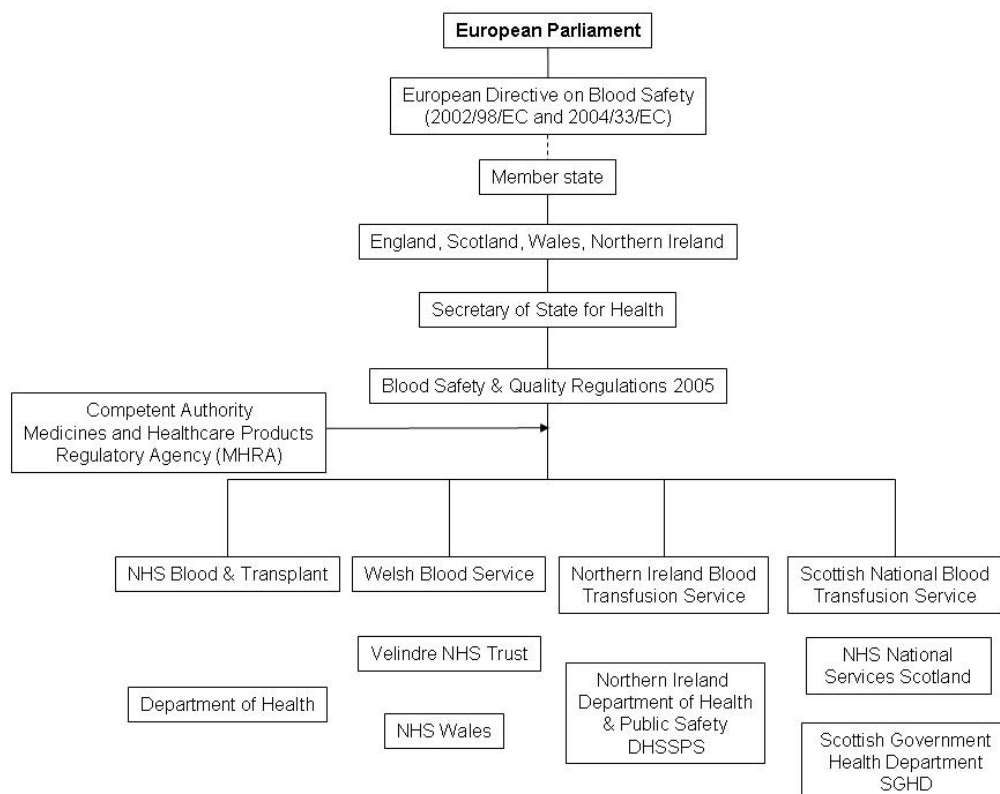 European Parliament
European Directive on Blood Safety
(2002/98/EC and 2004/33/EC)
Member state
England, Scotland, Wales, Northern Ireland
Secretary of State for Health
Blood Safety & Quality Regulations 2005
Competent Authority
Medicines and Healthcare Products
Regulatory Agency (MHRA)
NHS Blood & Transplant
Welsh Blood Service
Northern Ireland Blood
Transfusion Service
Scottish National Blood
Transfusion Service
Velindre NHS Trust
NHS National
Services Scotland
Department of Health
NHS Wales
Northern Ireland
Department of Health
& Public Safety
DHSSPS
Scottish Government
Health Department
SGHD